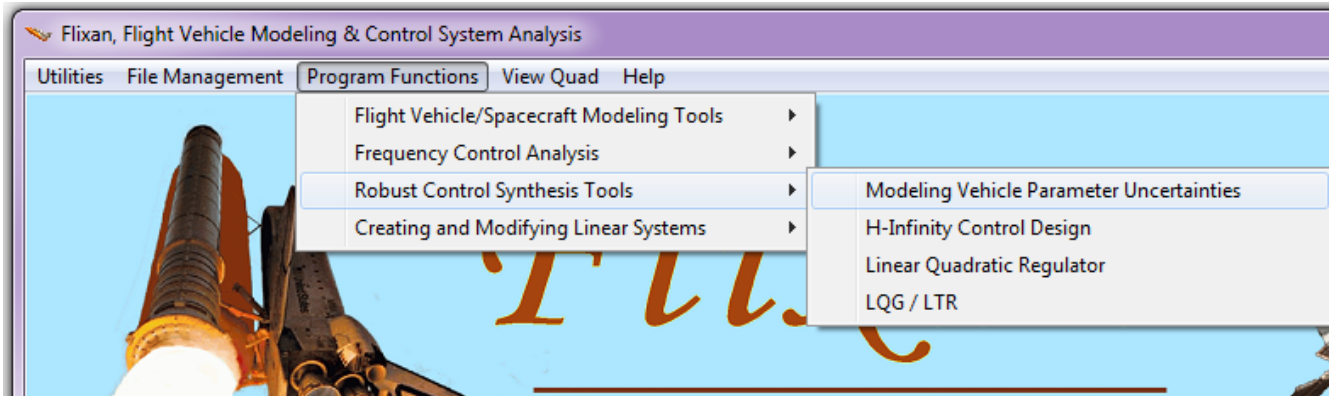 Flixan, Flight Vehicle Modeling & Control System Analysis
Utilities File Management Program Functions View Quad Help
Flight Vehicle/Spacecraft Modeling Tools
Frequency Control Analysis
Robust Control Synthesis Tools
Creating and Modifying Linear Systems
Modeling Vehicle Parameter Uncertainties
H-Infinity Control Design
Linear Quadratic Regulator
LQG / LTR